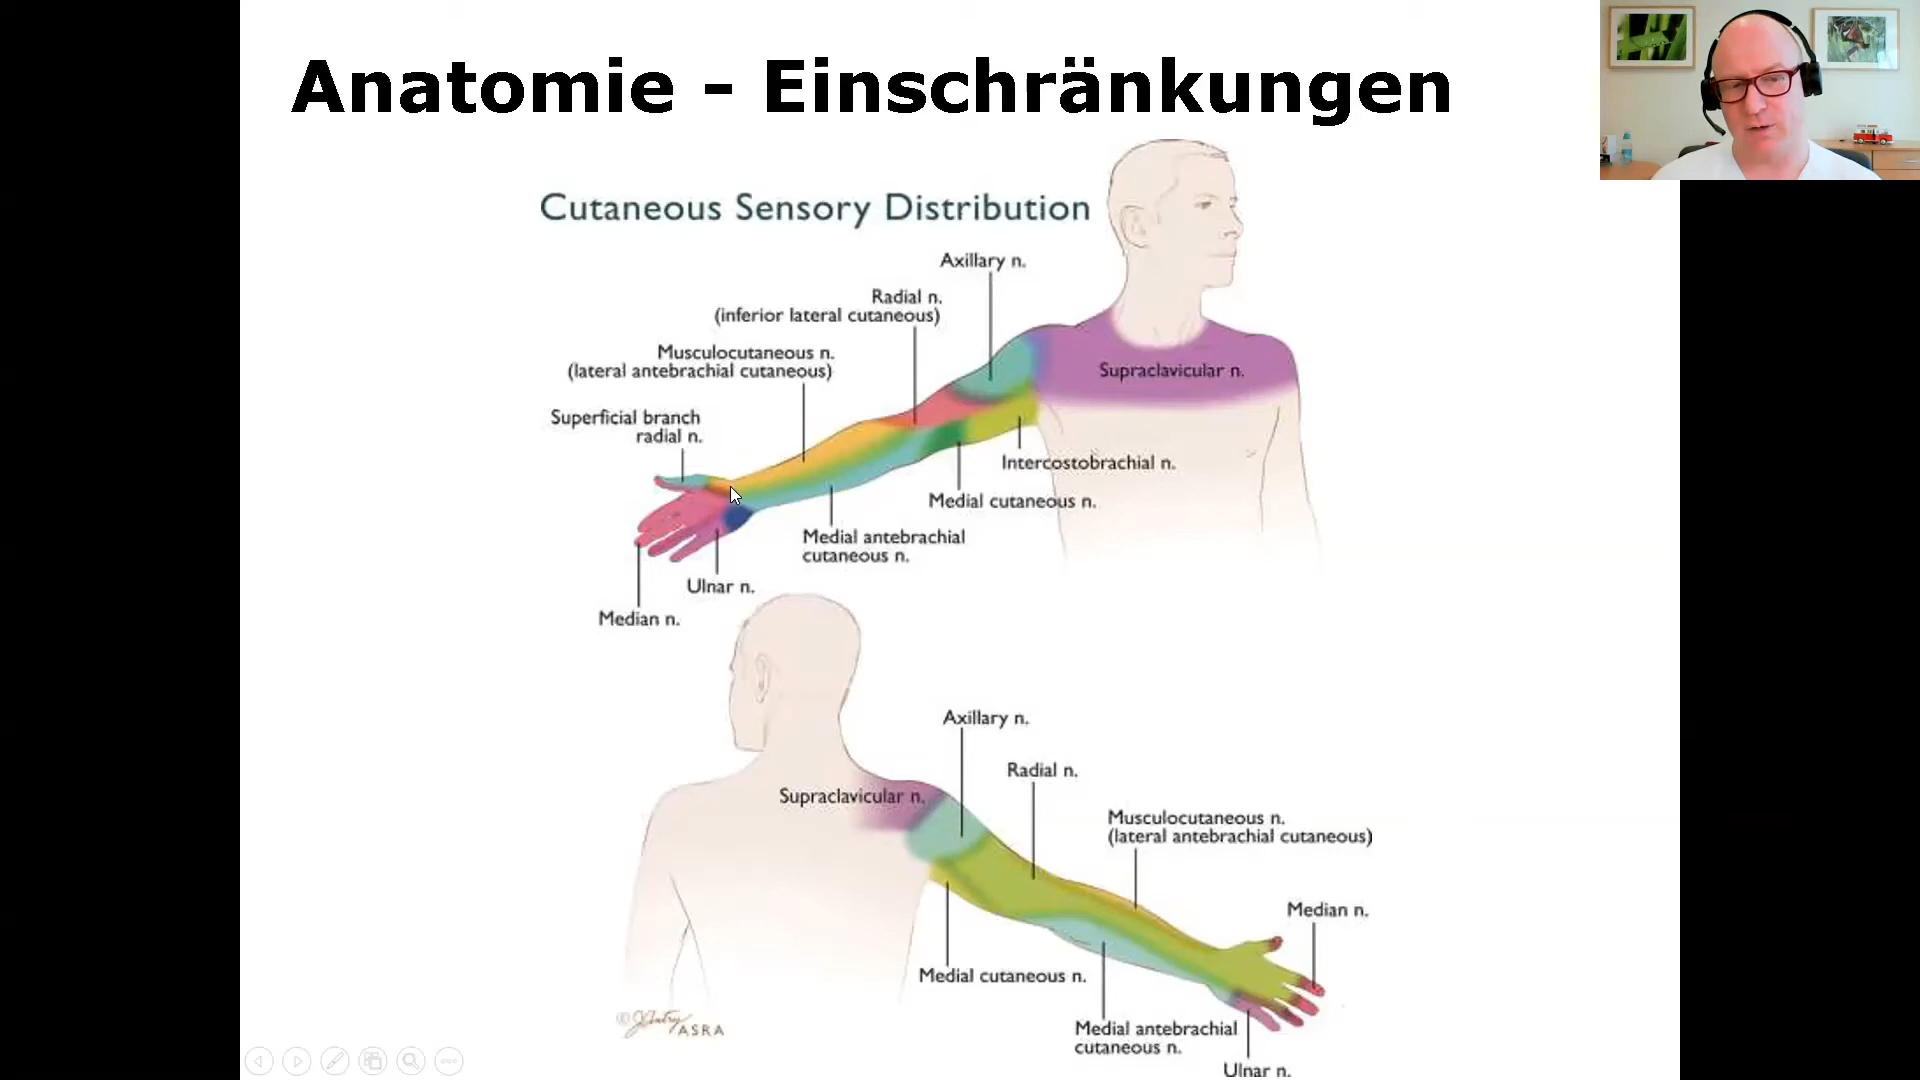 Anatomie - Einschränkungen
Cutaneous Sensory Distribution
Axillary n.
Radial n.
(inferior lateral cutaneous)
Musculocutaneous n.
(lateral antebrachial cutaneous)
Supraclavicular n.
Superficial branch
radial n.
Intercostobrachial n.
Medial cutaneous n.
Medial antebrachial
cutaneous n.
Ulnar n.
Median n.
Axillary n.
Radial n.
Supraclavicular n.
Musculocutaneous n.
(lateral antebrachial cutaneous)
Median n.
Medial cutaneous n.
Medial antebrachial
cutaneous n.
Ulnar n.
ASRA